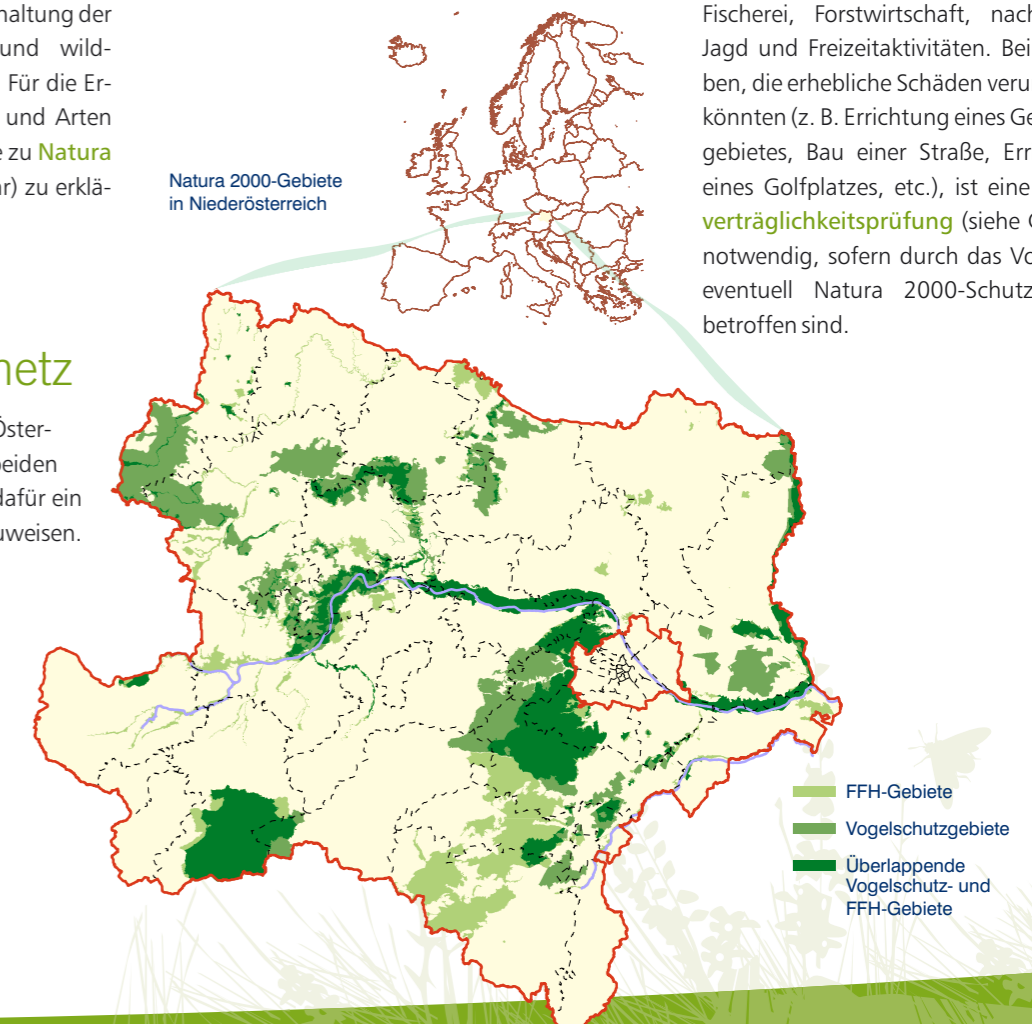 haltung der
und wild-
Für die Er-
und Arten
e zu Natura
r) zu erklä-
netz
Öster-
beiden
dafür ein
uweisen.
Natura 2000-Gebiete
in Niederösterreich
Fischerei, Forstwirtschaft, nach
Jagd und Freizeitaktivitäten. Bei
ben, die erhebliche Schäden veru
könnten (z. B. Errichtung eines Ge
gebietes, Bau einer Straße, Err
eines Golfplatzes, etc.), ist eine
verträglichkeitsprüfung (siehe
notwendig, sofern durch das Vo
eventuell Natura 2000-Schutz
betroffen sind.
FFH-Gebiete
Vogelschutzgebiete
Überlappende
Vogelschutz- und
FFH-Gebiete